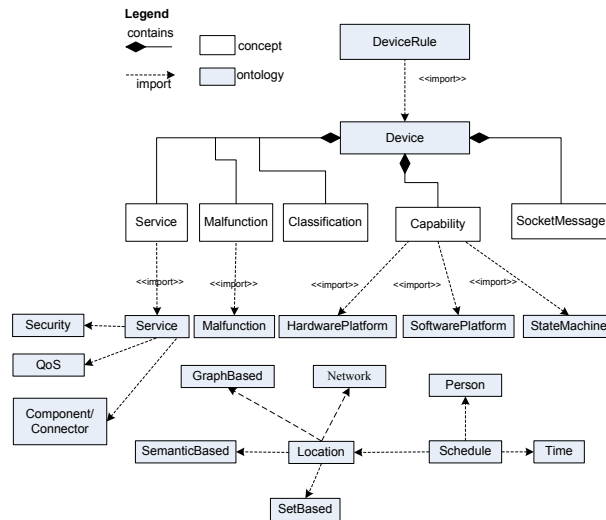 Legend
contains
concept
import
ontology
DeviceRule
<<import>>
Device
Service
Malfunction
Classification
Capability
SocketMessage
<<import>>
<<import>>
<<import>>
<<import>>
<<import>>
Security
Service
Malfunction
HardwarePlatform
SoftwarePlatform
StateMachine
QoS
GraphBased
Network
Person
Component/
Connector
SemanticBased
Location
Schedule
Time
SetBased